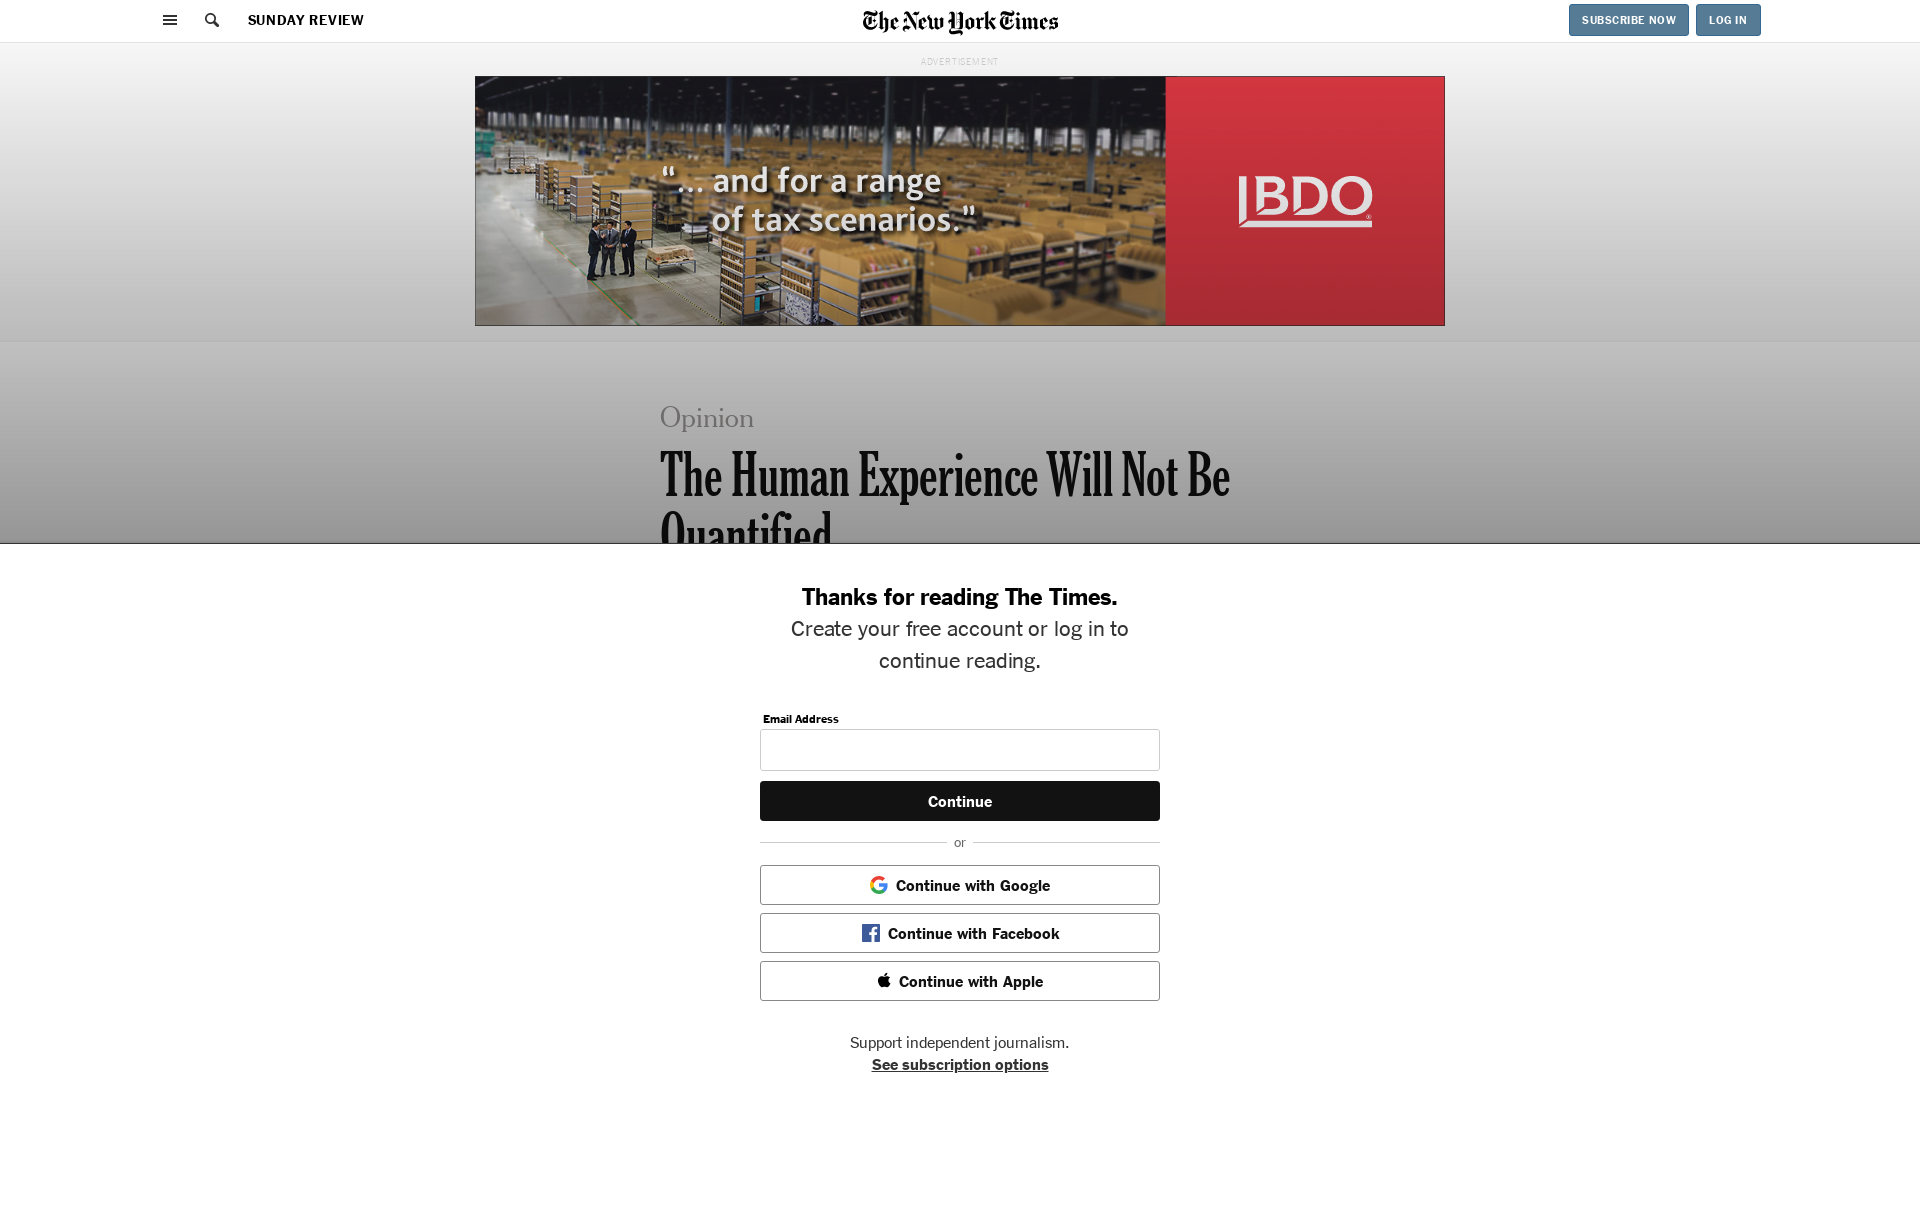 SUNDAY REVIEW
The New York Times
SUBSCRIBE NOW
LOG IN
ADVERTISEMENT
“... and for a range
of tax scenarios.”
BDO®
Opinion
The Human Experience Will Not Be
Quantified
Thanks for reading The Times.
Create your free account or log in to
continue reading.
Email Address
Continue
or
Continue with Google
Continue with Facebook
Continue with Apple
Support independent journalism.
See subscription options